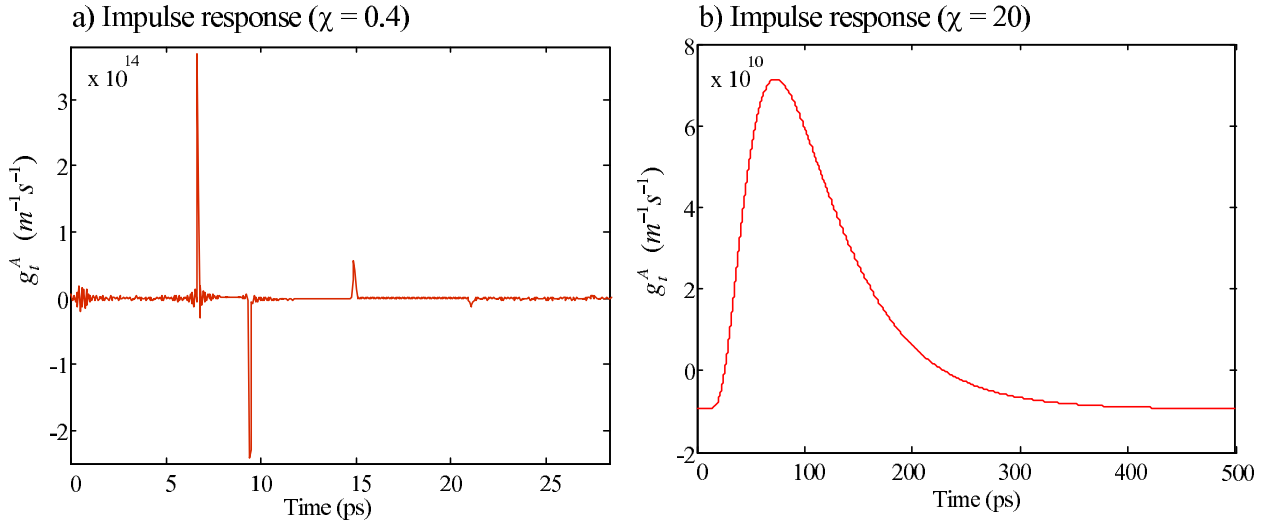 a) Impulse response (χ = 0.4)
x 10^14
3
2
1
0
-1
-2
g_t^A (m^-1 s^-1)
0 5 10 15 20 25
Time (ps)
b) Impulse response (χ = 20)
x 10^10
8
6
4
2
0
-2
g_t^A (m^-1 s^-1)
0 100 200 300 400 500
Time (ps)